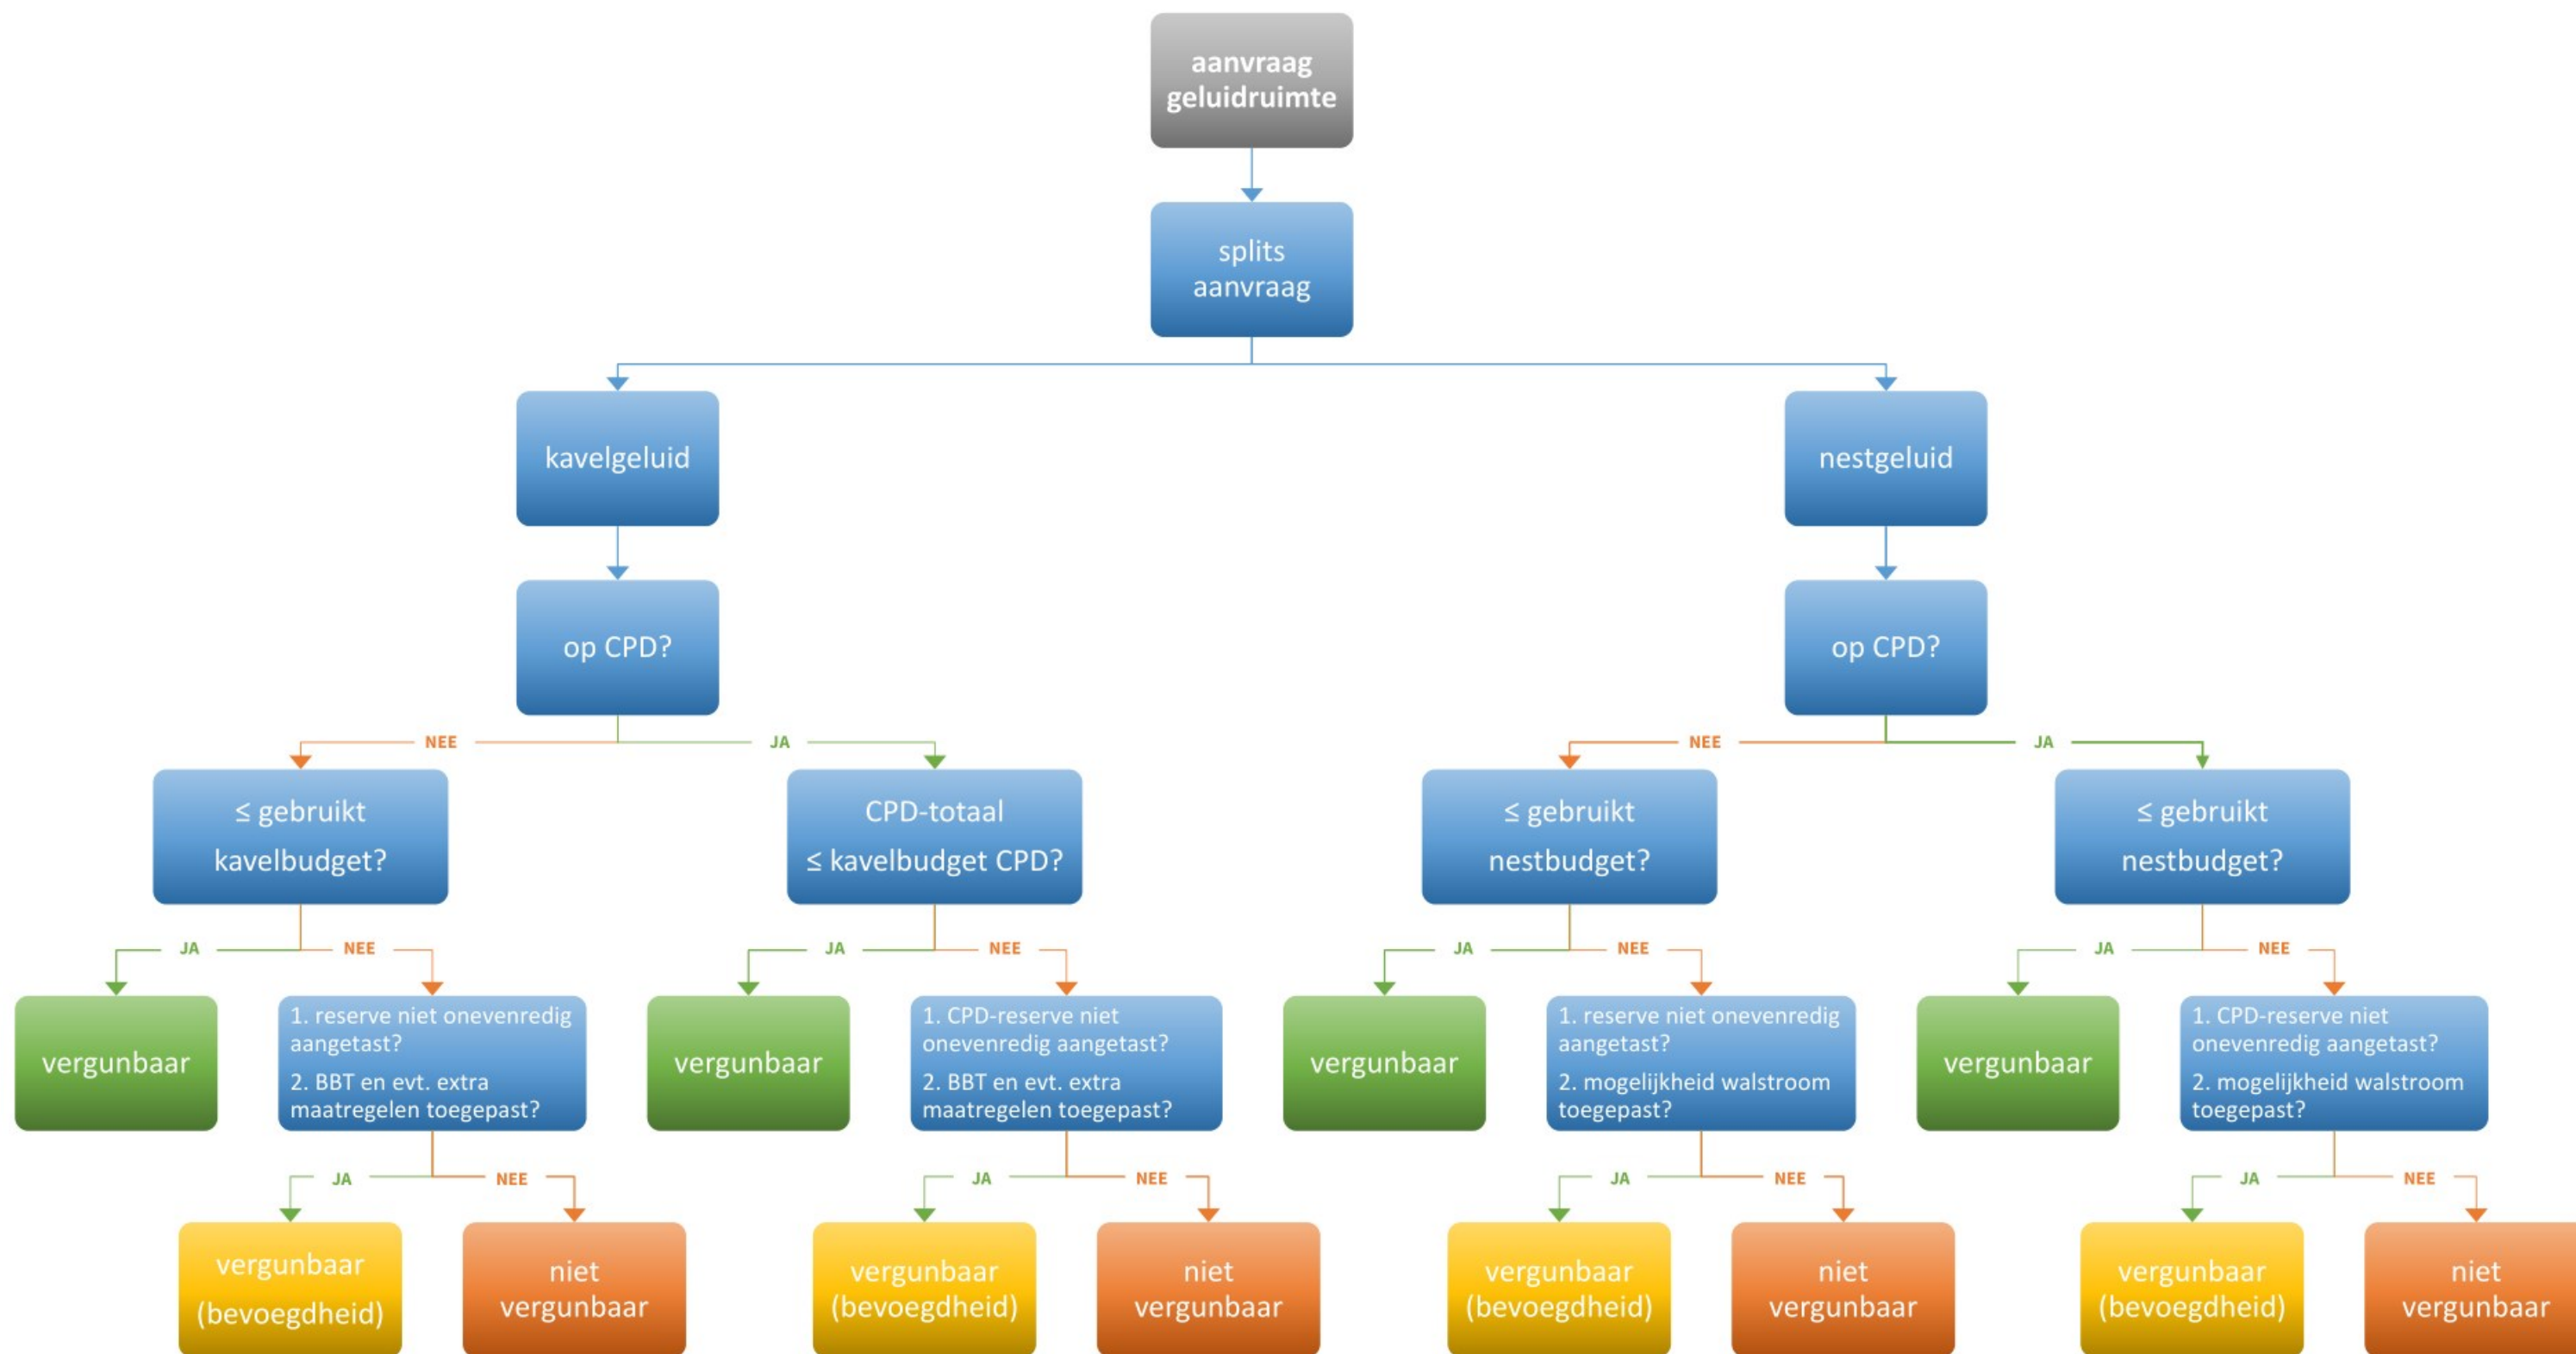 aanvraag
geluidruimte
splits
aanvraag
kavelgeluid
nestgeluid
op CPD?
op CPD?
NEE
JA
NEE
JA
≤ gebruikt
kavelbudget?
CPD-totaal
≤ kavelbudget CPD?
≤ gebruikt
nestbudget?
≤ gebruikt
nestbudget?
JA
NEE
JA
NEE
JA
NEE
JA
NEE
vergunbaar
1. reserve niet onevenredig
aangetast?
2. BBT en evt. extra
maatregelen toegepast?
vergunbaar
1. CPD-reserve niet
onevenredig aangetast?
2. BBT en evt. extra
maatregelen toegepast?
vergunbaar
1. reserve niet onevenredig
aangetast?
2. mogelijkheid walstroom
toegepast?
vergunbaar
1. CPD-reserve niet
onevenredig aangetast?
2. mogelijkheid walstroom
toegepast?
JA
NEE
JA
NEE
JA
NEE
JA
NEE
vergunbaar
(bevoegdheid)
niet
vergunbaar
vergunbaar
(bevoegdheid)
niet
vergunbaar
vergunbaar
(bevoegdheid)
niet
vergunbaar
vergunbaar
(bevoegdheid)
niet
vergunbaar